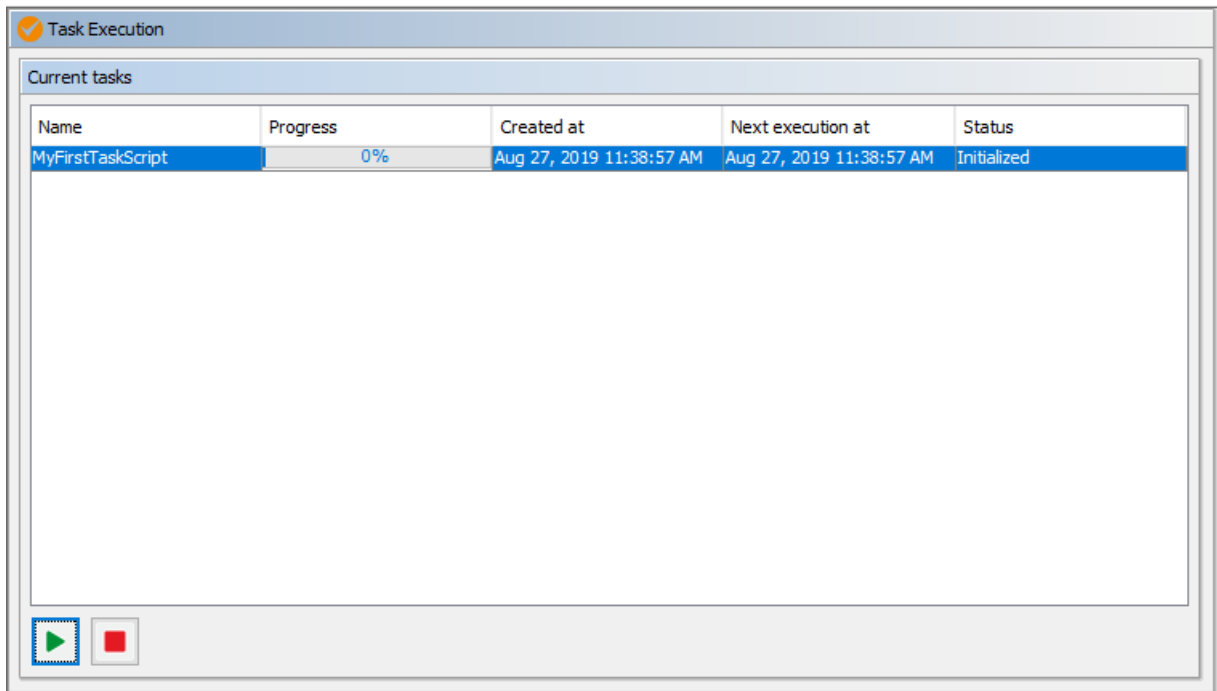 Task Execution
Current tasks
Name Progress Created at Next execution at Status
MyFirstTaskScript 0% Aug 27, 2019 11:38:57 AM Aug 27, 2019 11:38:57 AM Initialized